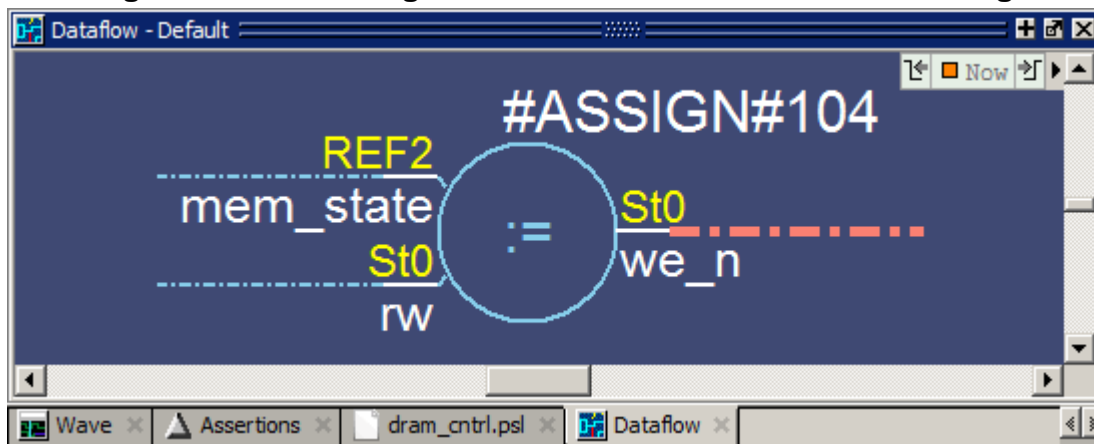 Dataflow - Default
Now
#ASSIGN#104
REF2
mem_state
St0
:=
St0
we_n
rw
Wave
Assertions
dram_cntrl.psl
Dataflow